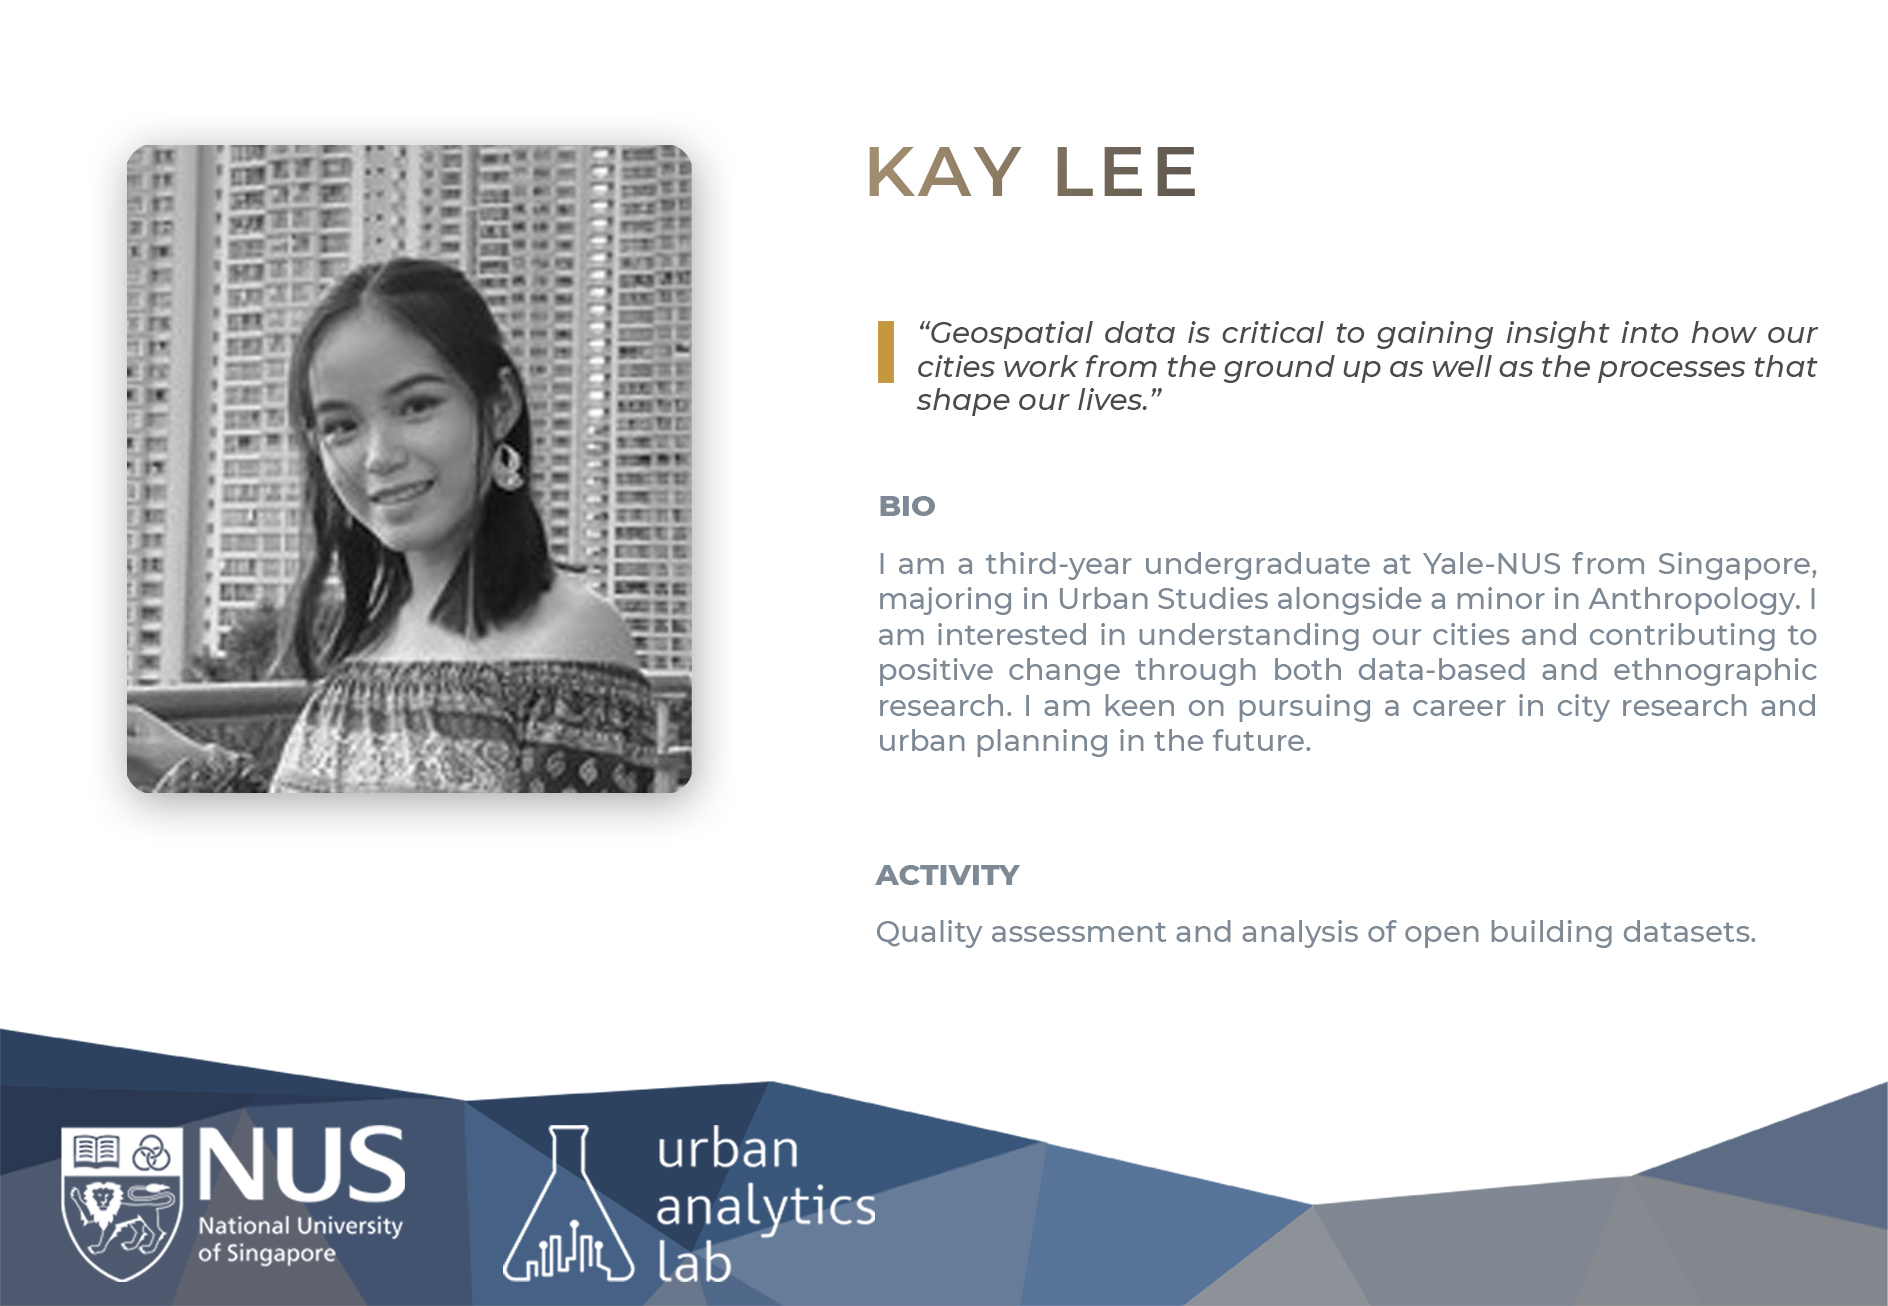 KAY LEE
“Geospatial data is critical to gaining insight into how our
cities work from the ground up as well as the processes that
shape our lives.”
BIO
I am a third-year undergraduate at Yale-NUS from Singapore,
majoring in Urban Studies alongside a minor in Anthropology. I
am interested in understanding our cities and contributing to
positive change through both data-based and ethnographic
research. I am keen on pursuing a career in city research and
urban planning in the future.
ACTIVITY
Quality assessment and analysis of open building datasets.
NUS
National University
of Singapore
urban
analytics
lab